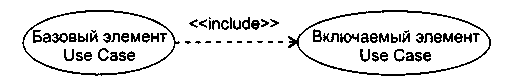 <<include>>
Базовый элемент
Use Case
Включаемый элемент
Use Case